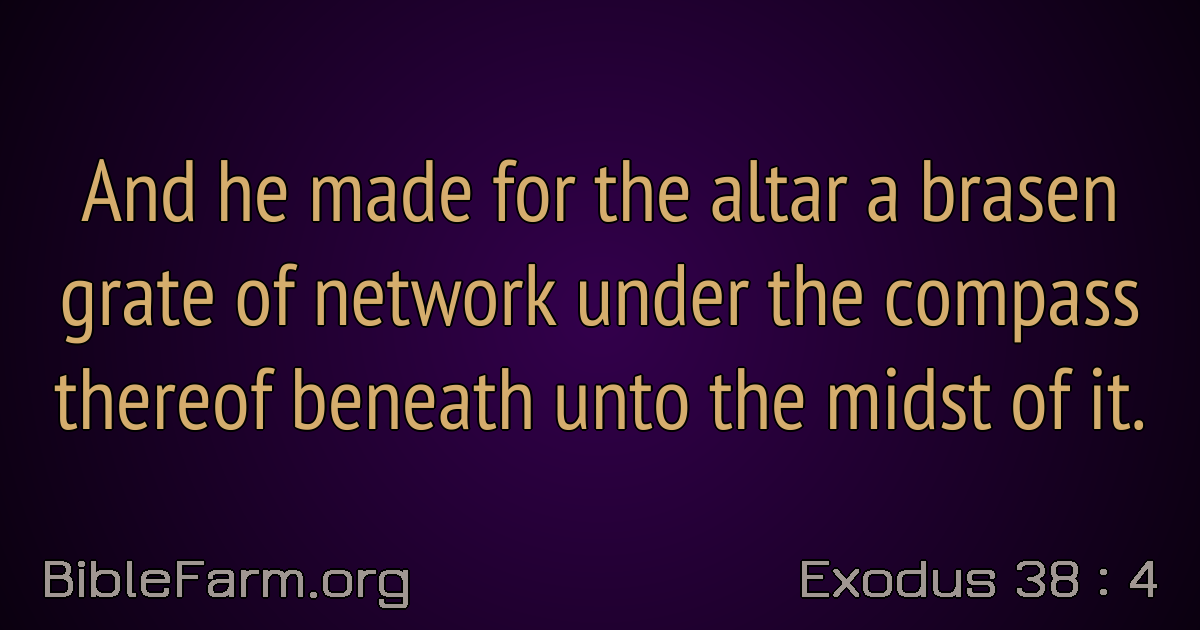 And he made for the altar a brasen
grate of network under the compass
thereof beneath unto the midst of it.
BibleFarm.org
Exodus 38 : 4